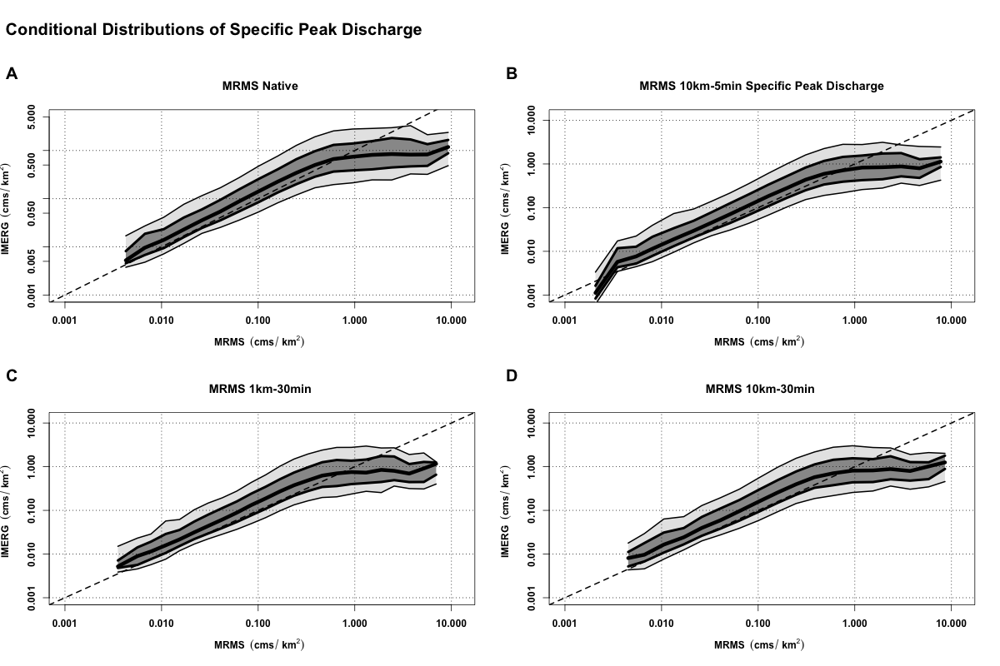 Conditional Distributions of Specific Peak Discharge
A
MRMS Native
5.000
0.500
0.050
0.005
0.001
IMERG (cms/ km²)
0.001 0.010 0.100 1.000 10.000
MRMS (cms/ km²)
B
MRMS 10km-5min Specific Peak Discharge
10.000
1.000
0.100
0.010
0.001
IMERG (cms/ km²)
0.001 0.010 0.100 1.000 10.000
MRMS (cms/ km²)
C
MRMS 1km-30min
10.000
1.000
0.100
0.010
0.001
IMERG (cms/ km²)
0.001 0.010 0.100 1.000 10.000
MRMS (cms/ km²)
D
MRMS 10km-30min
10.000
1.000
0.100
0.010
0.001
IMERG (cms/ km²)
0.001 0.010 0.100 1.000 10.000
MRMS (cms/ km²)